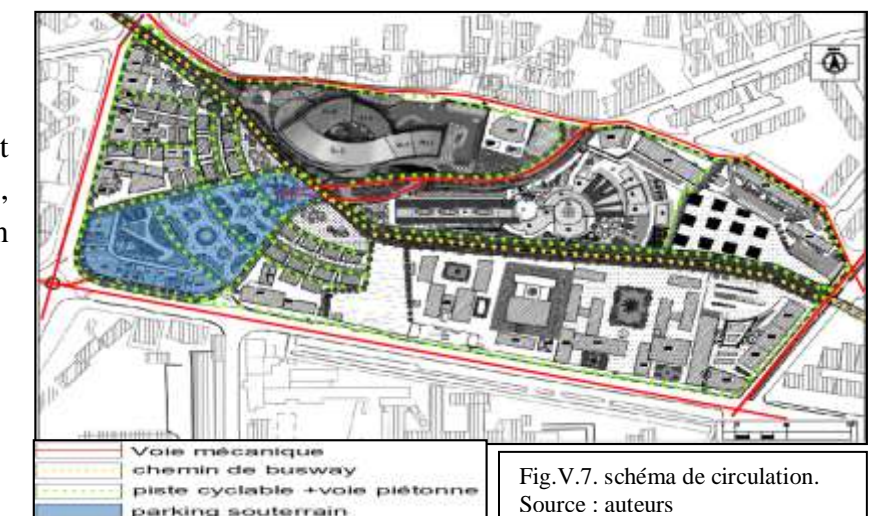 t
,
n
Voie mécanique
chemin de busway
piste cyclable +voie piétonne
parking souterrain
Fig.V.7. schéma de circulation.
Source : auteurs